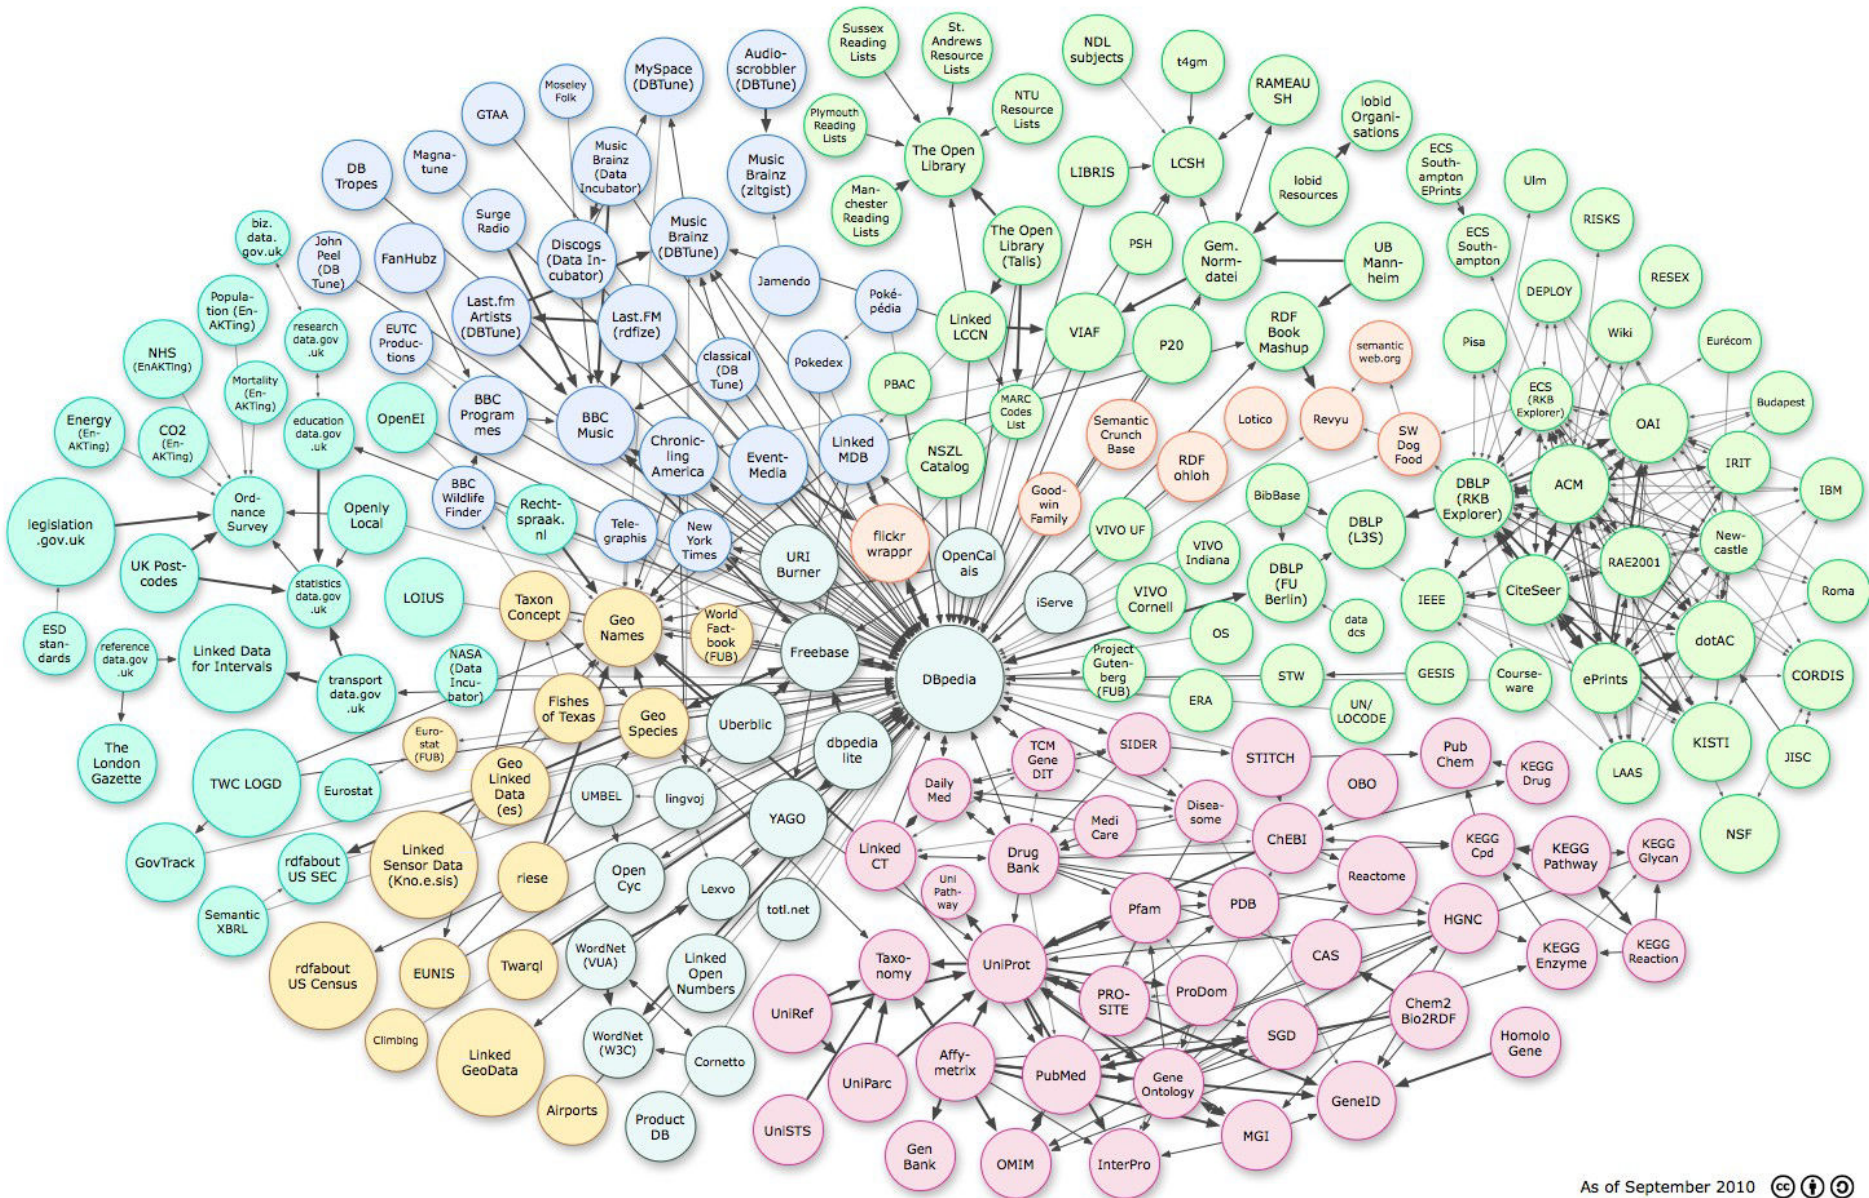 Sussex
Reading
Lists
St.
Andrews
Resource
Lists
NDL
subjects
t4gm
RAMEAU
SH
lobid
Organi-
sations
MySpace
(DBTune)
Audio-
scrobbler
(DBTune)
Moseley
Folk
GTAA
Plymouth
Reading
Lists
NTU
Resource
Lists
The Open
Library
LCSH
LIBRIS
lobid
Resources
ECS
South-
ampton
EPrints
Ulm
Magna-
tune
Music
Brainz
(Data
Incubator)
Music
Brainz
(zitgist)
DB
Tropes
Man-
chester
Reading
Lists
RISKS
Surge
Radio
Music
Brainz
(DBTune)
The Open
Library
(Talis)
PSH
Gem.
Norm-
datei
UB
Mann-
heim
ECS
South-
ampton
biz.
data.
gov.uk
John
Peel
(DB
Tune)
FanHubz
Discogs
(Data In-
cubator)
Jamendo
RESEX
DEPLOY
Popula-
tion (En-
AKTing)
research
data.gov
.uk
Last.fm
Artists
(DBTune)
Last.FM
(rdfize)
Poké-
pédia
Linked
LCCN
VIAF
P20
RDF
Book
Mashup
semantic
web.org
Pisa
Wiki
Eurécom
EUTC
Produc-
tions
NHS
(EnAKTing)
classical
(DB
Tune)
Pokedex
PBAC
Mortality
(En-
AKTing)
MARC
Codes
List
ECS
(RKB
Explorer)
Budapest
Energy
(En-
AKTing)
CO2
(En-
AKTing)
education
data.gov
.uk
OpenEI
BBC
Program
mes
BBC
Music
Chronic-
ling
America
Event-
Media
Linked
MDB
NSZL
Catalog
Semantic
Crunch
Base
Lotico
Revyu
SW
Dog
Food
OAI
RDF
ohloh
IRIT
IBM
legislation
.gov.uk
Ord-
nance
Survey
Openly
Local
BBC
Wildlife
Finder
Recht-
spraak.
nl
Tele-
graphis
New
York
Times
URI
Burner
flickr
wrappr
OpenCal
ais
Good-
win
Family
BibBase
DBLP
(L3S)
DBLP
(RKB
Explorer)
ACM
New-
castle
VIVO UF
VIVO
Indiana
UK Post-
codes
statistics
data.gov
.uk
LOIUS
Taxon
Concept
Geo
Names
World
Fact-
book
(FUB)
Freebase
iServe
VIVO
Cornell
DBLP
(FU
Berlin)
IEEE
CiteSeer
RAE2001
Roma
data
dcs
OS
ESD
stan-
dards
reference
data.gov
.uk
Linked Data
for Intervals
transport
data.gov
.uk
NASA
(Data
Incu-
bator)
DBpedia
Project
Guten-
berg
(FUB)
STW
GESIS
Course-
ware
ePrints
dotAC
CORDIS
Fishes
of Texas
Geo
Species
Uberblic
ERA
UN/
LOCODE
The
London
Gazette
TWC LOGD
Euro-
stat
(FUB)
Eurostat
Geo
Linked
Data
(es)
UMBEL
lingvoj
dbpedia
lite
YAGO
TCM
Gene
DIT
SIDER
STITCH
Pub
Chem
KEGG
Drug
LAAS
KISTI
JISC
Daily
Med
Medi
Care
Disea-
some
OBO
NSF
GovTrack
rdfabout
US SEC
Linked
Sensor Data
(Kno.e.sis)
riese
Open
Cyc
Lexvo
totl.net
Linked
CT
Drug
Bank
ChEBI
Reactome
KEGG
Cpd
KEGG
Pathway
KEGG
Glycan
Semantic
XBRL
Uni
Path-
way
Pfam
PDB
HGNC
rdfabout
US Census
EUNIS
Twarql
WordNet
(VUA)
Linked
Open
Numbers
Taxo-
nomy
UniProt
PRO-
SITE
ProDom
CAS
KEGG
Enzyme
KEGG
Reaction
Chem2
Bio2RDF
UniRef
Climbing
Linked
GeoData
WordNet
(W3C)
Cornetto
UniParc
Affy-
metrix
PubMed
Gene
Ontology
SGD
Homolo
Gene
GeneID
Airports
Product
DB
UniSTS
Gen
Bank
OMIM
InterPro
MGI
As of September 2010
cc